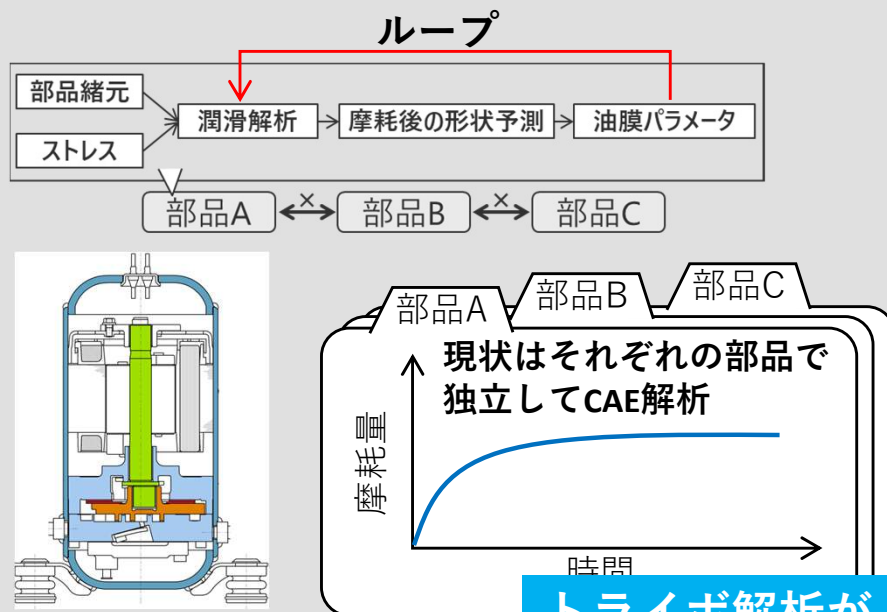 ループ
部品緒元
ストレス
潤滑解析
摩耗後の形状予測
油膜パラメータ
部品A
×
部品B
×
部品C
部品A
部品B
部品C
現状はそれぞれの部品で
独立してCAE解析
摩耗量
時間
トライボ解析が